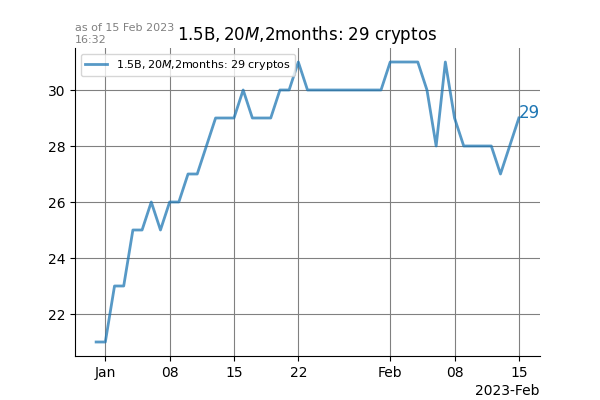 as of 15 Feb 2023
16:32
1.5B, 20M,2months: 29 cryptos
1.5B, 20M,2months: 29 cryptos
30
28
26
24
22
29
Jan 08 15 22 Feb 08 15
2023-Feb